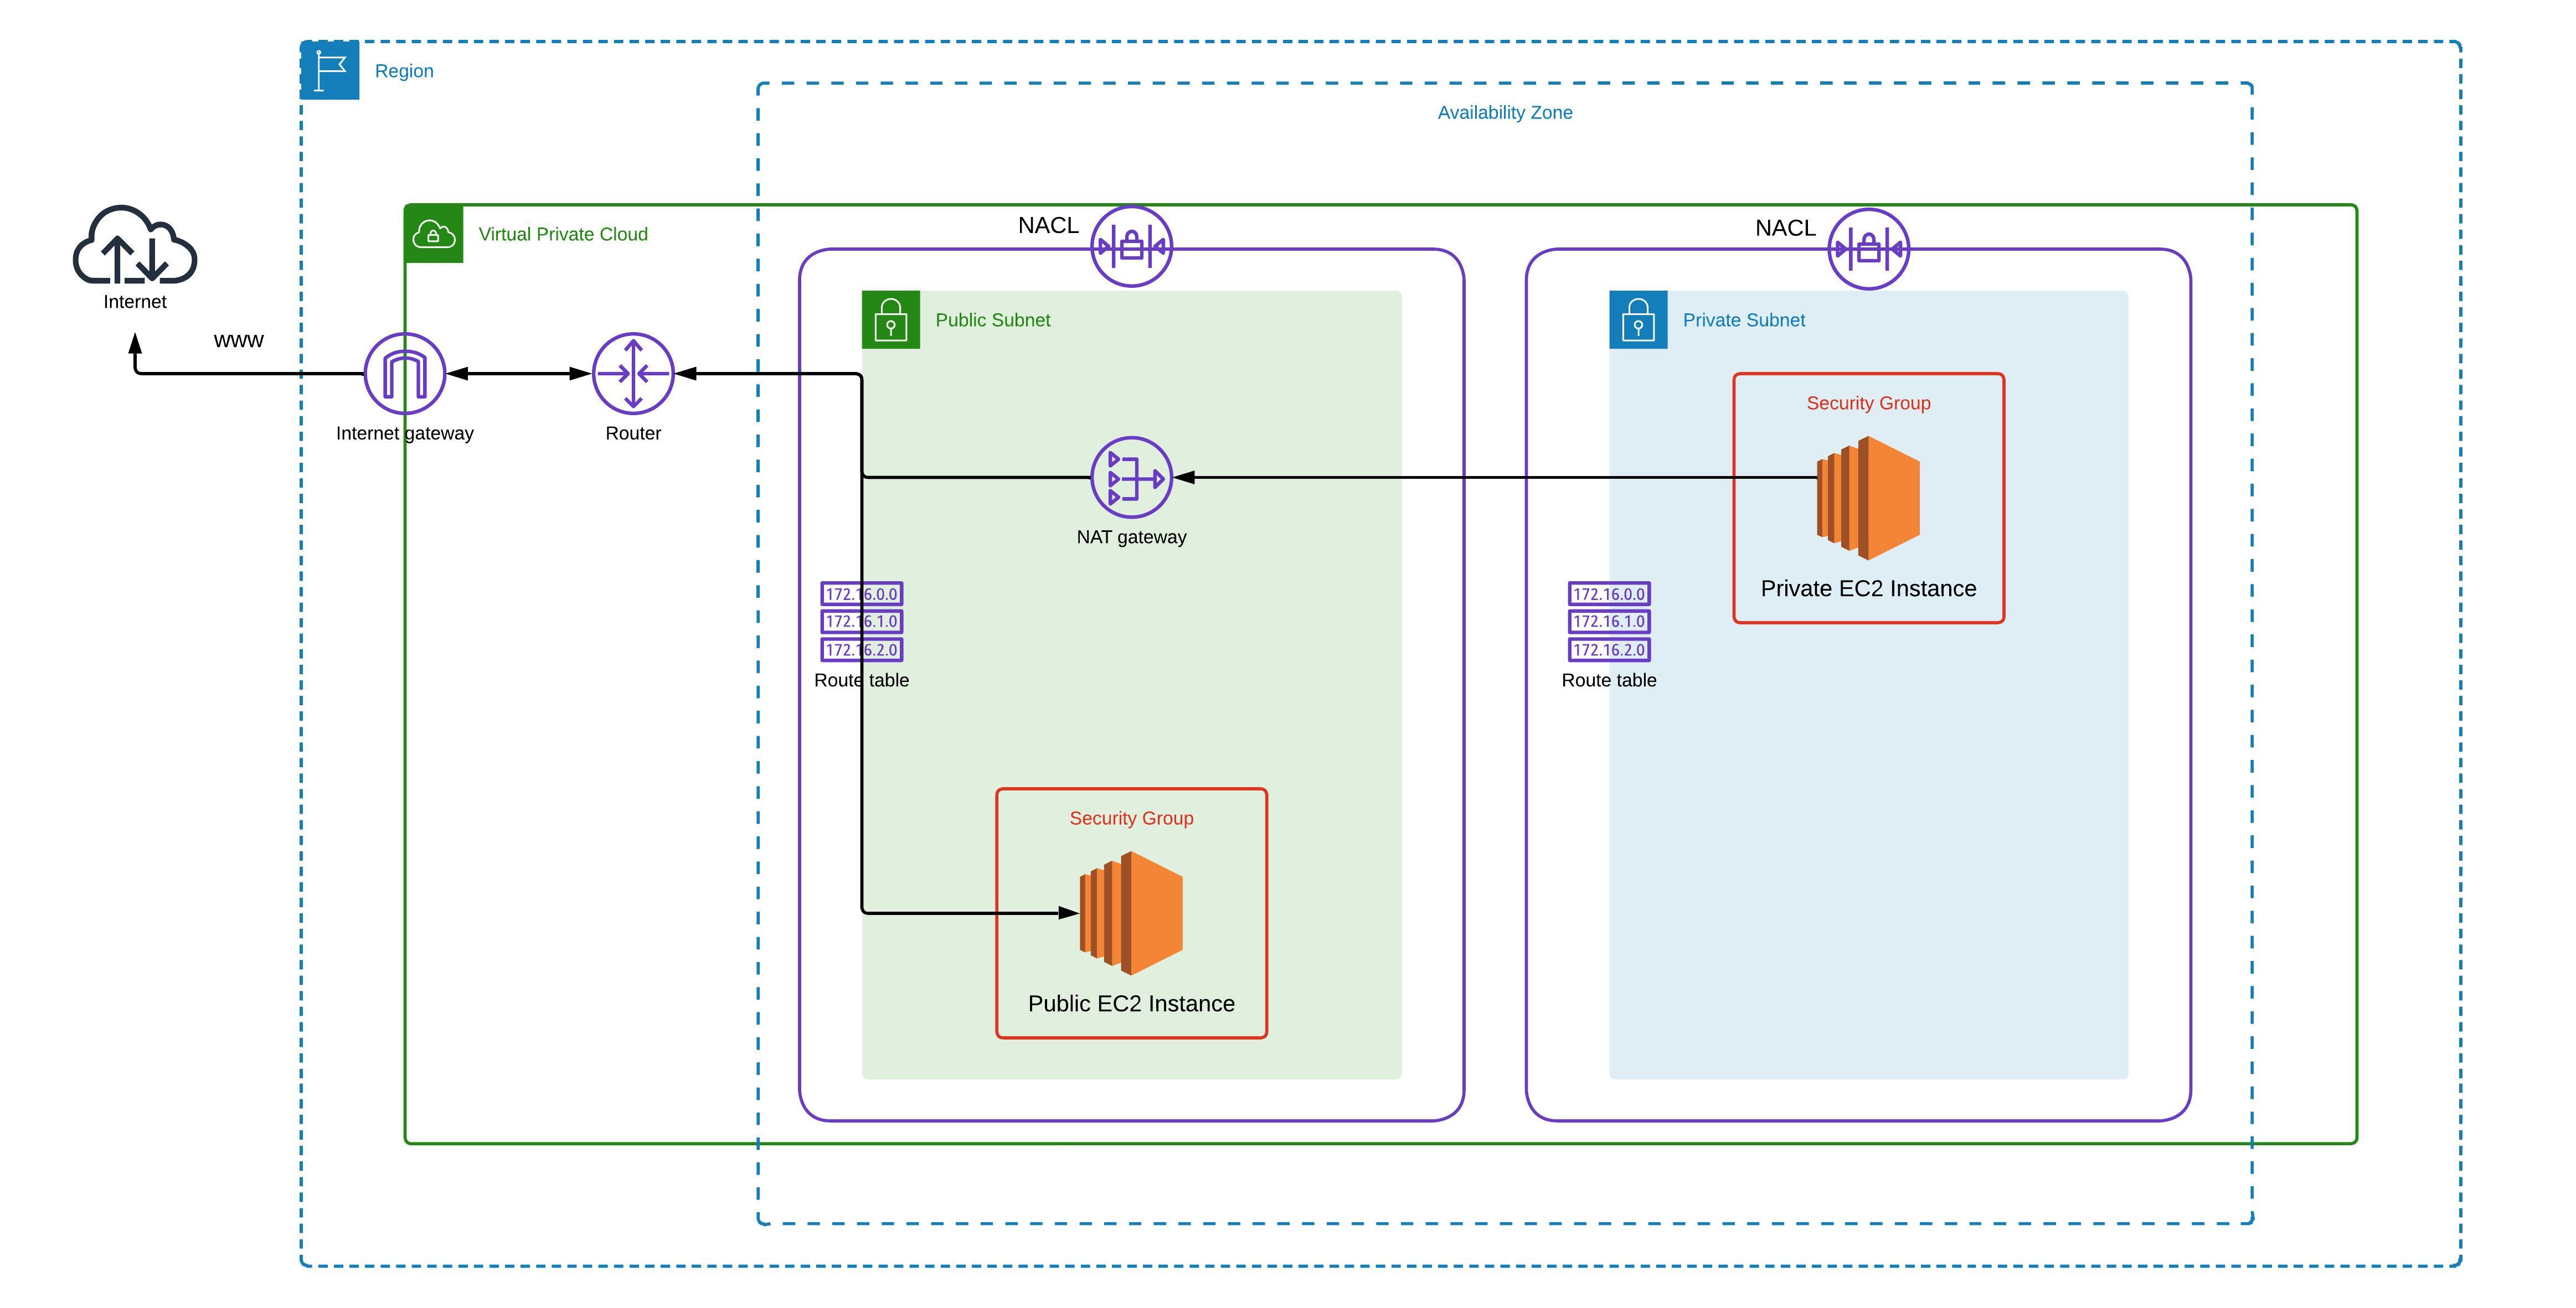 Region
Availability Zone
Virtual Private Cloud
NACL
NACL
Internet
www
Internet gateway
Router
Public Subnet
NAT gateway
172.16.0.0
172.16.1.0
172.16.2.0
Route table
Security Group
Public EC2 Instance
Private Subnet
Security Group
Private EC2 Instance
172.16.0.0
172.16.1.0
172.16.2.0
Route table